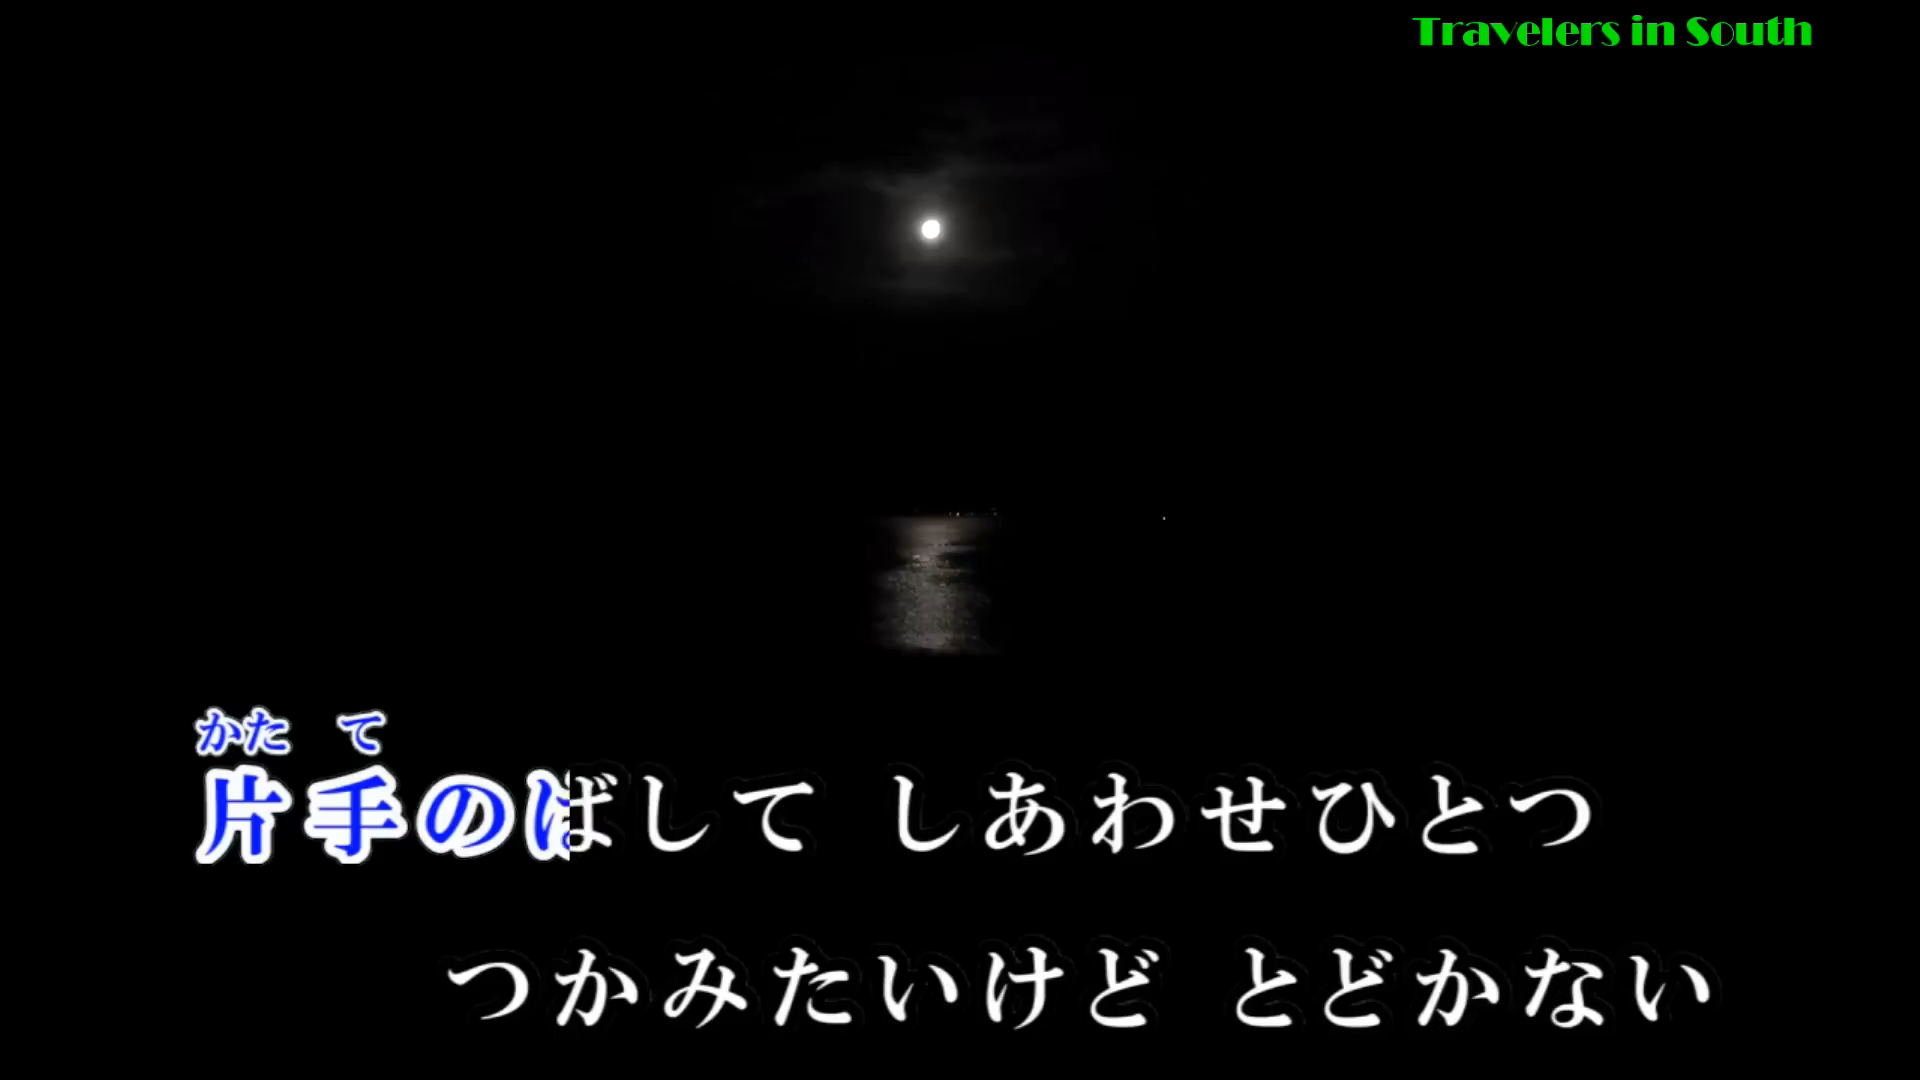 Travelers in South
かた て
片手のばして しあわせひとつ
つかみたいけど とどかない